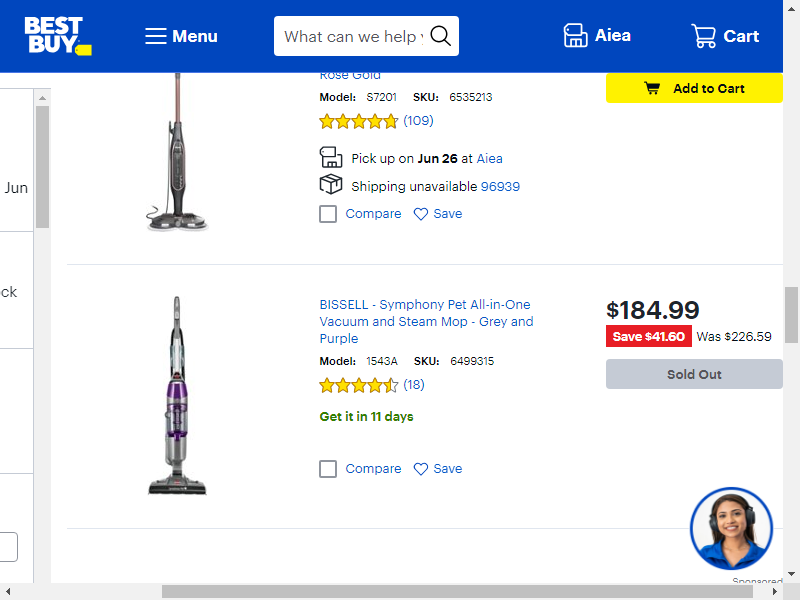 BEST BUY
Menu
What can we help y
Aiea
Cart
Jun
ck
Rose Gold
Model: S7201 SKU: 6535213
(109)
Pick up on Jun 26 at Aiea
Shipping unavailable 96939
Compare Save
Add to Cart
BISSELL - Symphony Pet All-in-One
Vacuum and Steam Mop - Grey and
Purple
Model: 1543A SKU: 6499315
(18)
Get it in 11 days
Compare Save
$184.99
Save $41.60 Was $226.59
Sold Out
Sponsored